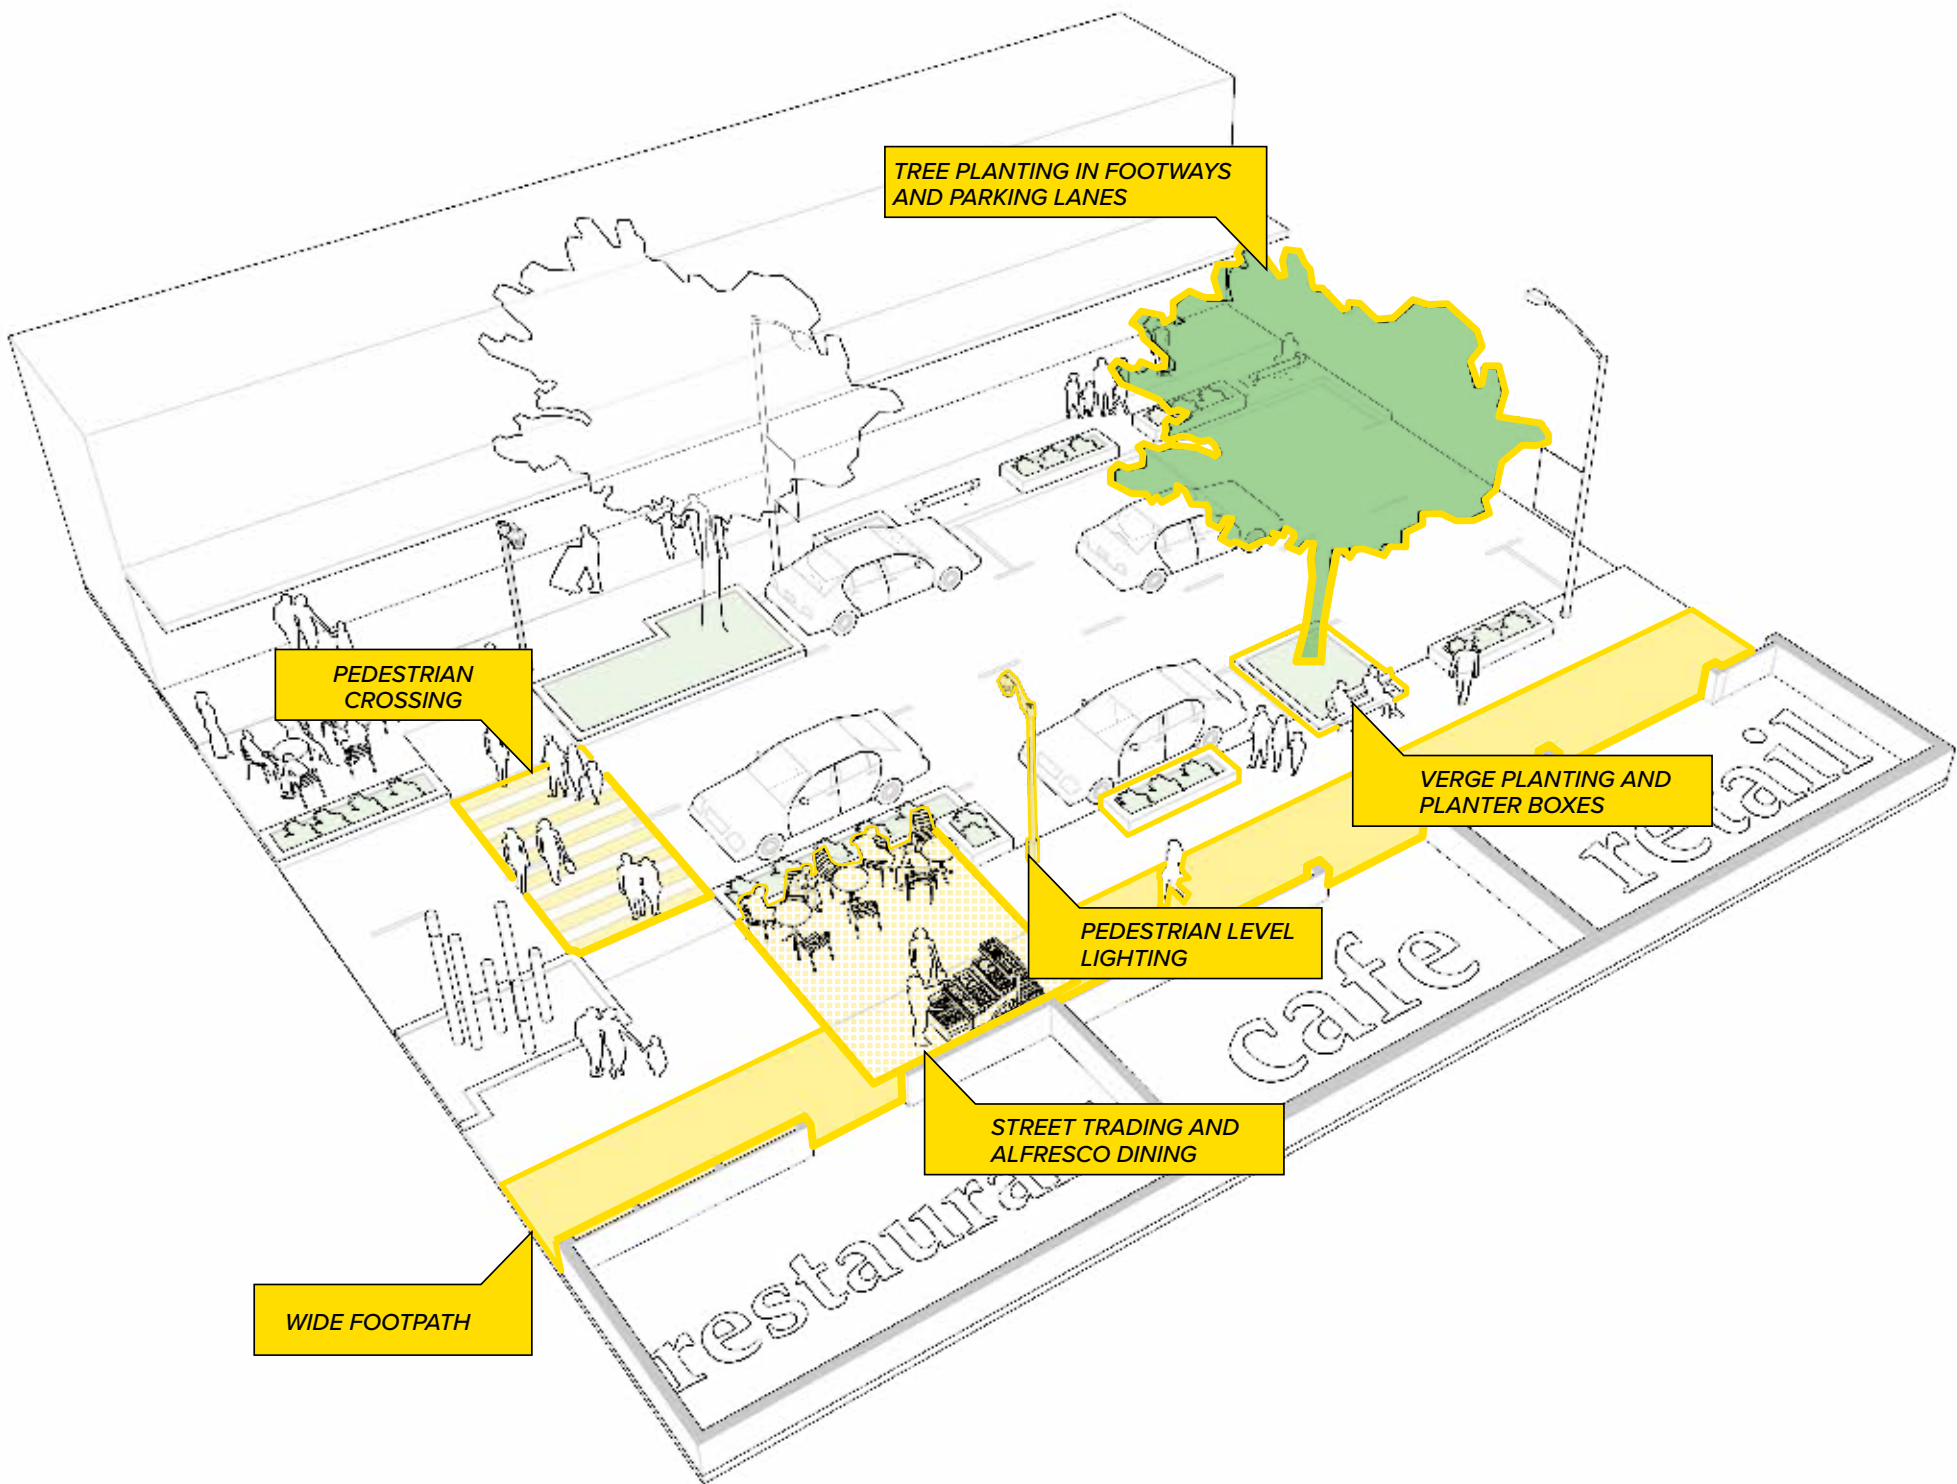 TREE PLANTING IN FOOTWAYS
AND PARKING LANES
PEDESTRIAN
CROSSING
VERGE PLANTING AND
PLANTER BOXES
retail
PEDESTRIAN LEVEL
LIGHTING
cafe
STREET TRADING AND
ALFRESCO DINING
restaura
WIDE FOOTPATH